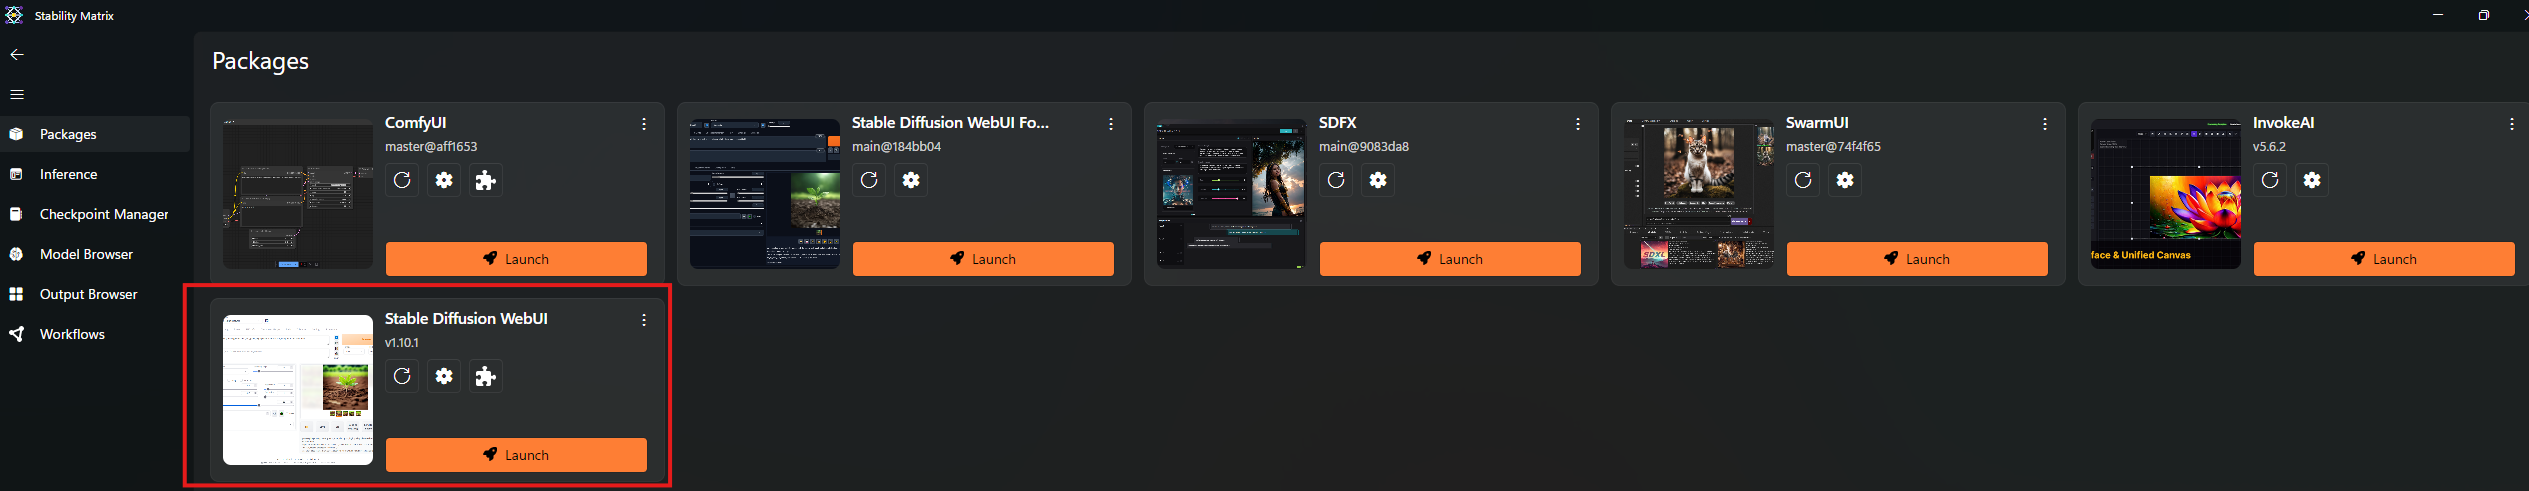 Stability Matrix
Packages
Packages
Inference
Checkpoint Manager
Model Browser
Output Browser
Workflows
ComfyUI
master@aff1653
Launch
Stable Diffusion WebUI Fo...
main@184bb04
Launch
SDFX
main@9083da8
Launch
SwarmUI
master@74f4f65
SDXL
Launch
InvokeAI
v5.6.2
face & Unified Canvas
Launch
Stable Diffusion WebUI
v1.10.1
Launch